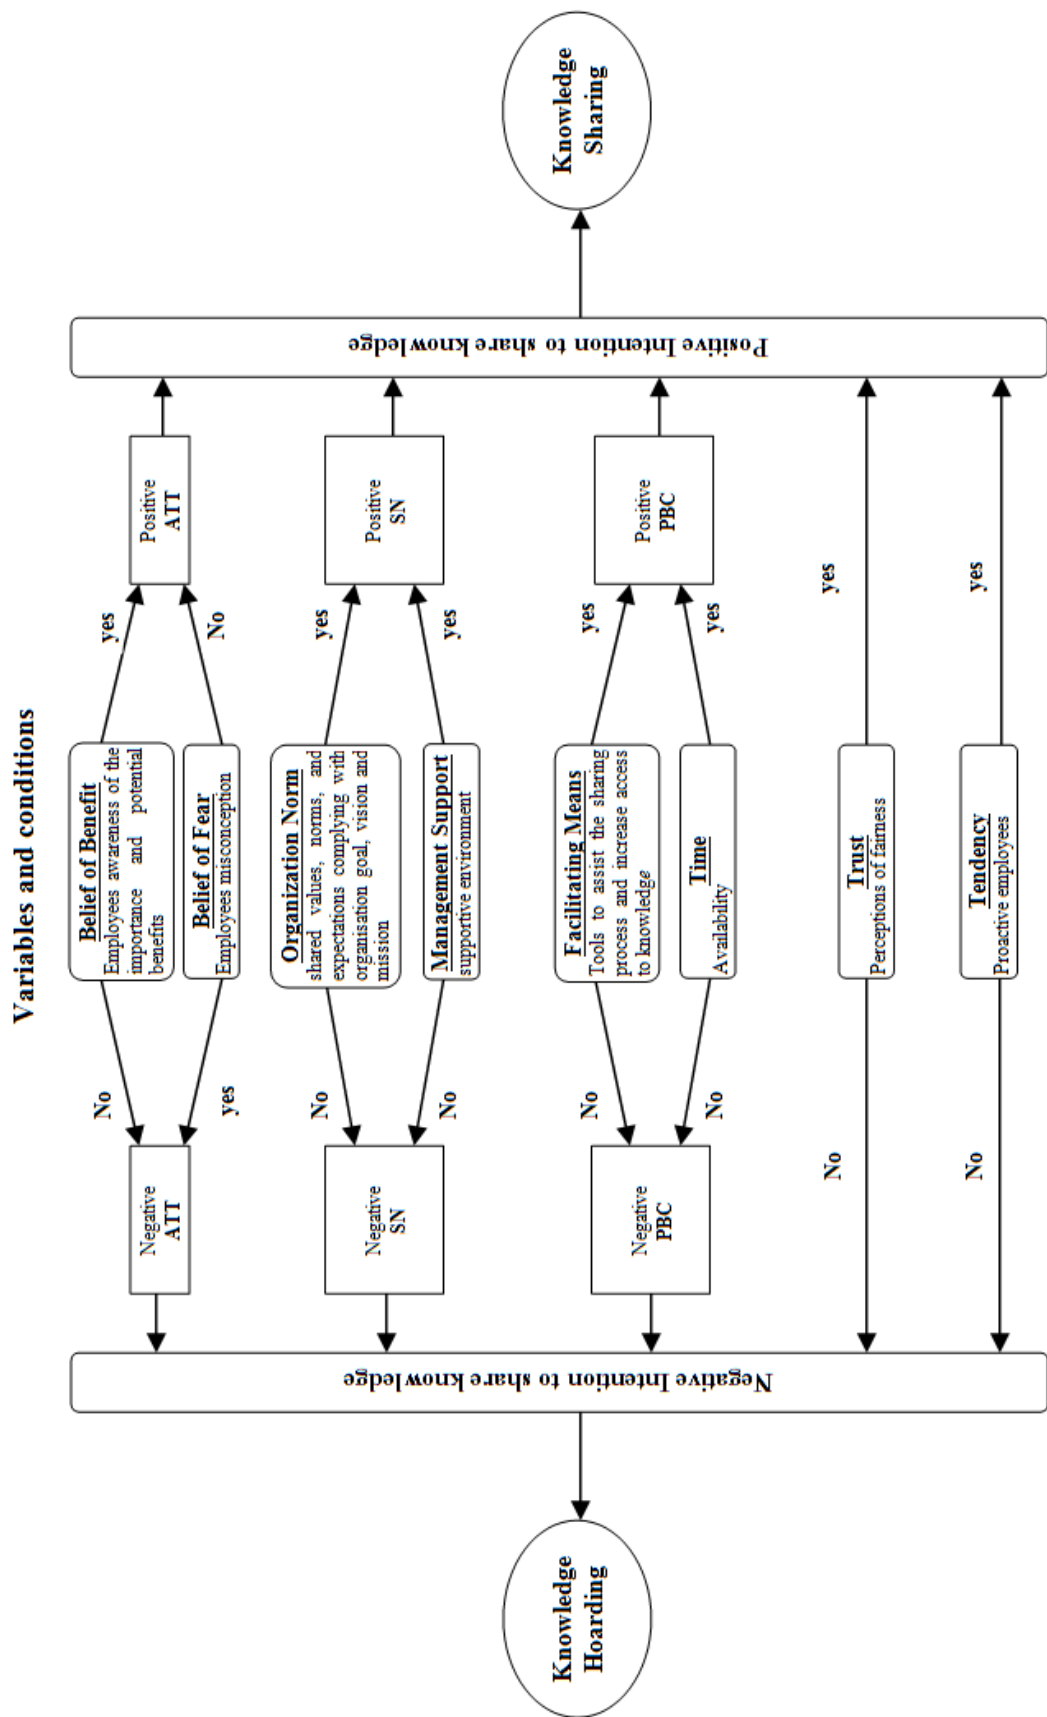 Variables and conditions
Knowledge
Hoarding
Negative Intention to share knowledge
Negative
ATT
No
yes
Belief of Benefit
Employees awareness of the
importance and potential
benefits
Belief of Fear
Employees misconception
yes
No
Positive
ATT
Negative
SN
No
No
Organization Norm
shared values, norms, and
expectations complying with
organisation goal, vision and
mission
Management Support
supportive environment
yes
yes
Positive
SN
Negative
PBC
No
No
Facilitating Means
Tools to assist the sharing
process and increase access
to knowledge
Time
Availability
yes
yes
Positive
PBC
No
Trust
Perceptions of fairness
yes
No
Tendency
Proactive employees
yes
Positive Intention to share knowledge
Knowledge
Sharing